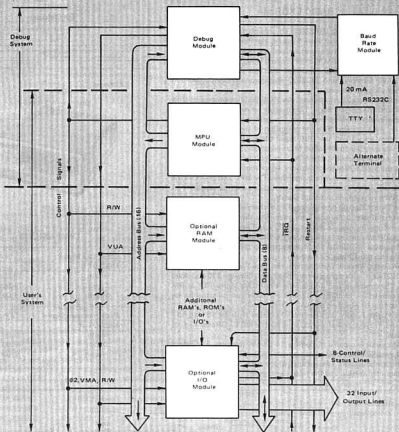 Debug
System
Debug
Module
Baud
Rate
Module
20 mA
RS232C
TTY
Alternate
Terminal
MPU
Module
Control
Signals
R/W
Address Bus (16)
Optional
RAM
Module
Data Bus (8)
IRQ
Restart
VUA
User's
System
Additonal
RAM's, ROM's
or
I/O's
Optional
I/O
Module
8-Control/
Status Lines
02, VMA, R/W
32 Input/
Output Lines